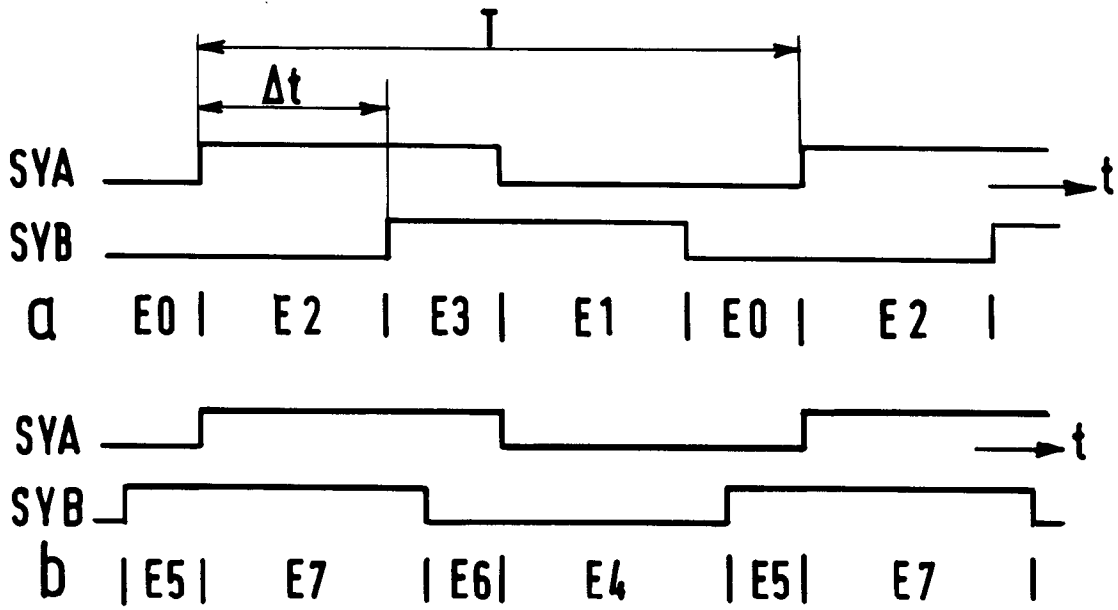 T
Δt
SYA
t
SYB
a E0 | E2 | E3 | E1 | E0 | E2 |
SYA
t
SYB
b | E5 | E7 | E6 | E4 | E5 | E7 |